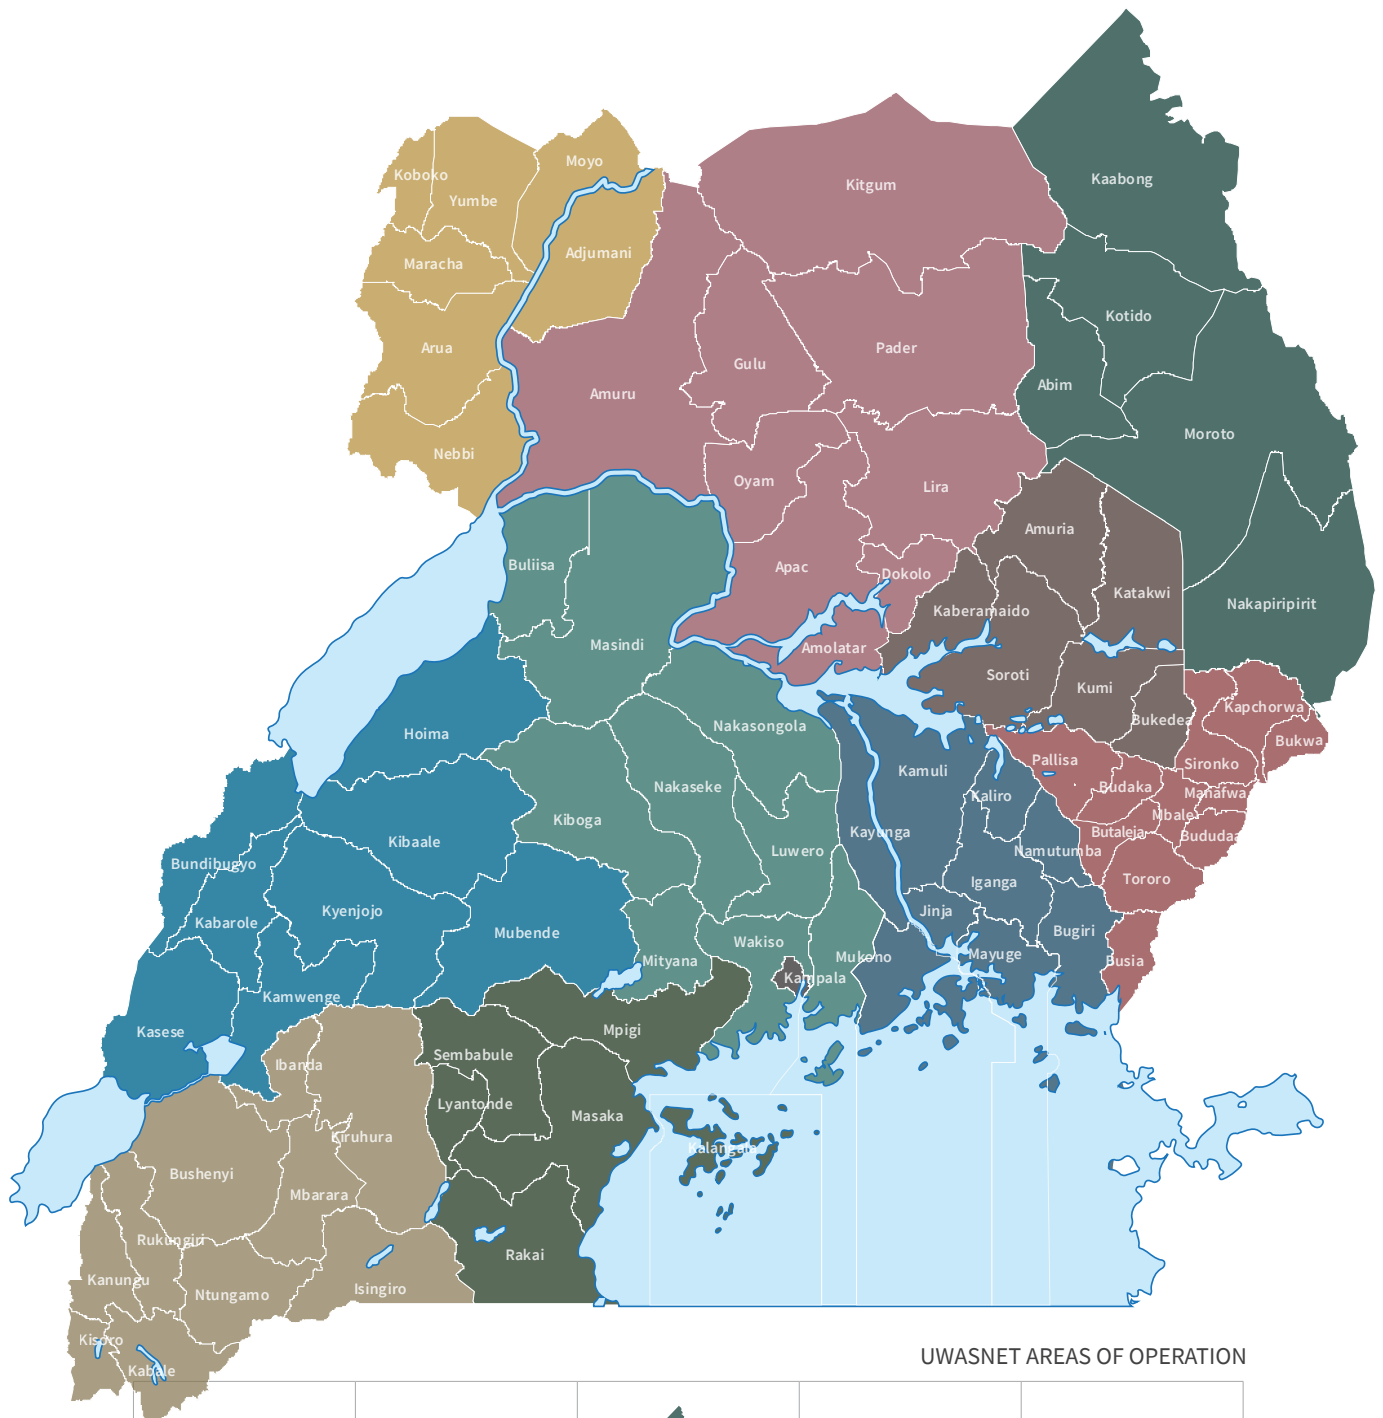 Moyo
Koboko
Yumbe
Kaabong
Kitgum
Adjumani
Maracha
Kotido
Arua
Pader
Gulu
Abim
Amuru
Moroto
Nebbi
Oyam
Lira
Amuria
Buliisa
Apac
Dokolo
Katakwi
Kaberamaido
Nakapiripirit
Masindi
Amolatar
Soroti
Kumi
Kapchorwa
Bukedea
Nakasongola
Hoima
Bukwa
Pallisa
Sironko
Kamuli
Nakaseke
Budaka
Kaliro
Manafwa
Mbale
Kiboga
Kayunga
Butaleja
Bududa
Kibaale
Luwero
Namutumba
Bundibugyo
Iganga
Tororo
Kyenjojo
Jinja
Kabarole
Mubende
Bugiri
Wakiso
Mukono
Mayuge
Mityana
Busia
Kampala
Kamwenge
Kasese
Mpigi
Sembabule
Ibanda
Lyantonde
Masaka
Kiruhura
Kalangala
Bushenyi
Mbarara
Rukungiri
Rakai
Kanungu
Isingiro
Ntungamo
Kisoro
Kabale
UWASNET AREAS OF OPERATION